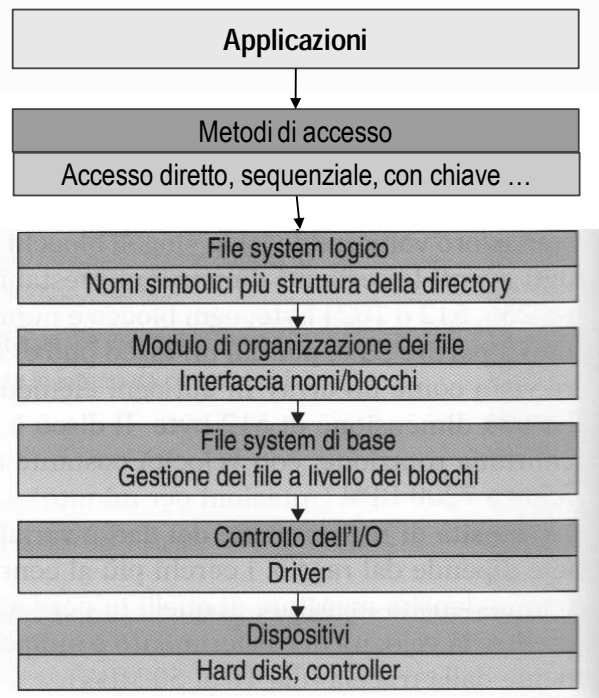 Applicazioni
Metodi di accesso
Accesso diretto, sequenziale, con chiave …
File system logico
Nomi simbolici più struttura della directory
Modulo di organizzazione dei file
Interfaccia nomi/blocchi
File system di base
Gestione dei file a livello dei blocchi
Controllo dell'I/O
Driver
Dispositivi
Hard disk, controller